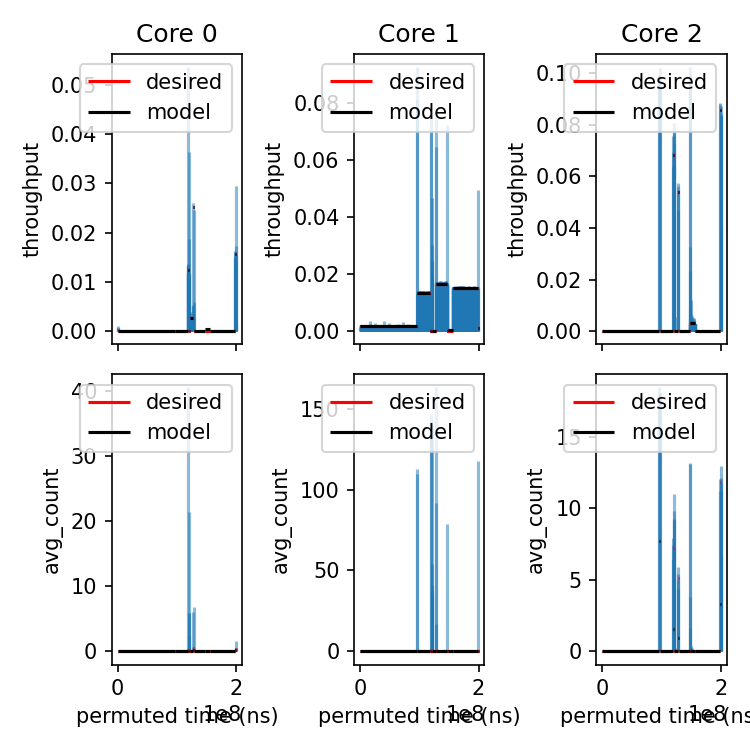 Core 0
Core 1
Core 2
throughput
0.05
0.04
0.03
0.02
0.01
0.00
desired
model
throughput
0.08
0.06
0.04
0.02
0.00
desired
model
throughput
0.10
0.08
0.06
0.04
0.02
0.00
desired
model
avg_count
40
30
20
10
0
desired
model
0
2
1e8
permuted time (ns)
avg_count
150
100
50
0
desired
model
0
2
1e8
permuted time (ns)
avg_count
15
10
5
0
desired
model
0
2
1e8
permuted time (ns)